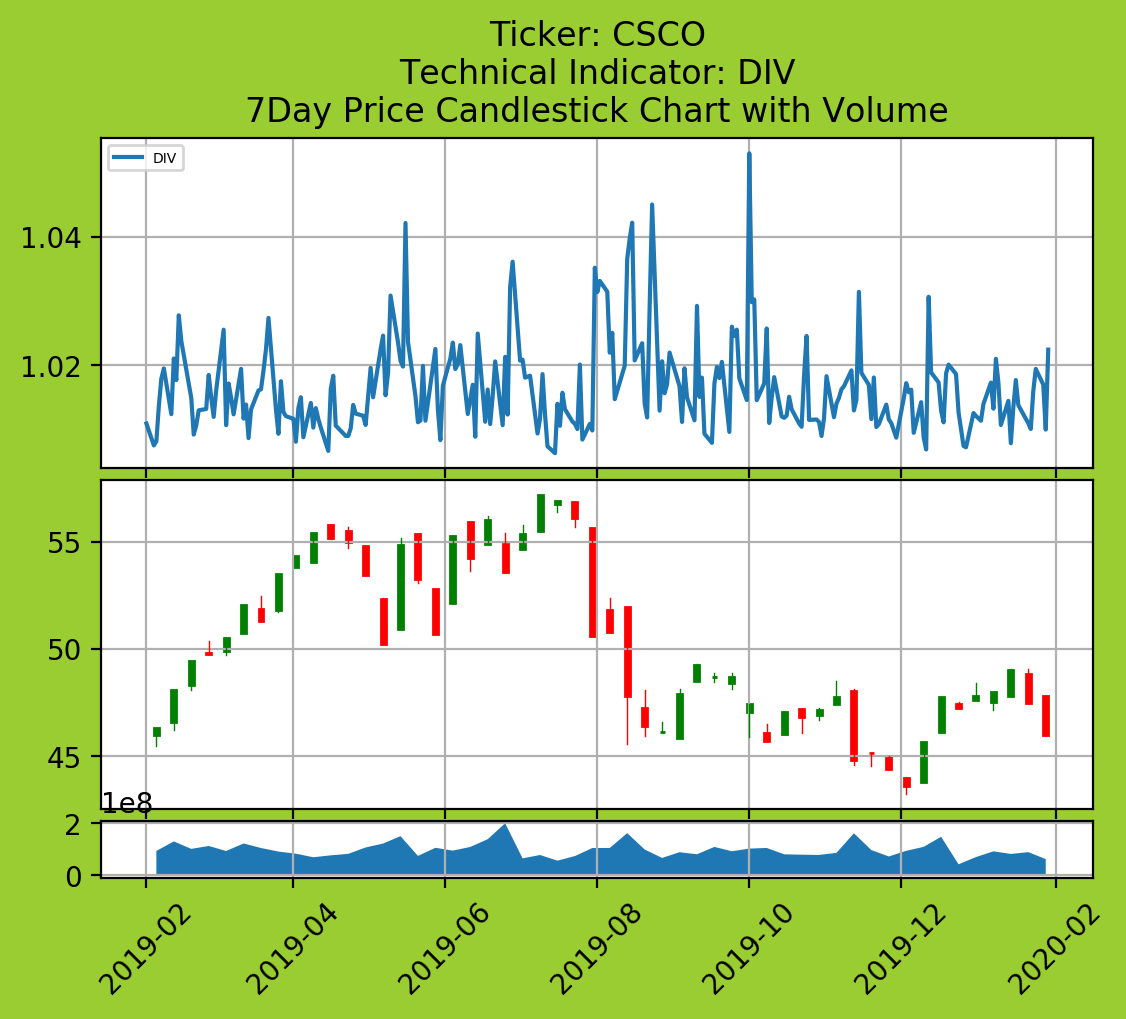 Ticker: CSCO
Technical Indicator: DIV
7Day Price Candlestick Chart with Volume
DIV
1.04
1.02
55
50
45
1e8
2
0
2019-02
2019-04
2019-06
2019-08
2019-10
2019-12
2020-02